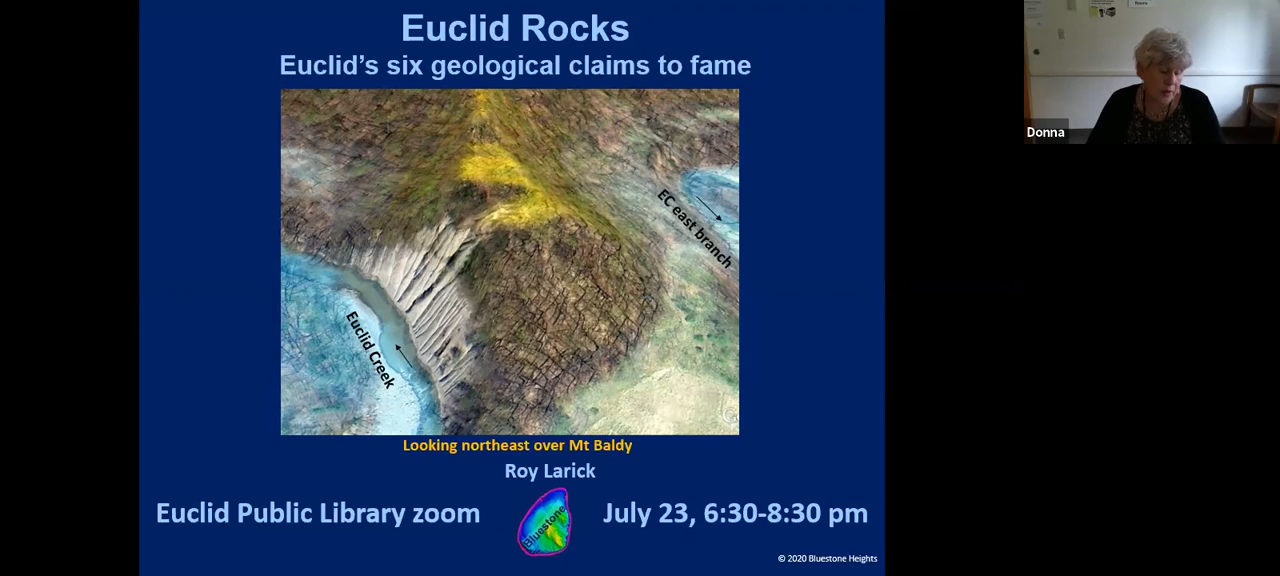 Euclid Rocks
Euclid's six geological claims to fame
EC east branch
Euclid Creek
Looking northeast over Mt Baldy
Roy Larick
Euclid Public Library zoom
Bluestone
July 23, 6:30-8:30 pm
© 2020 Bluestone Heights
Donna